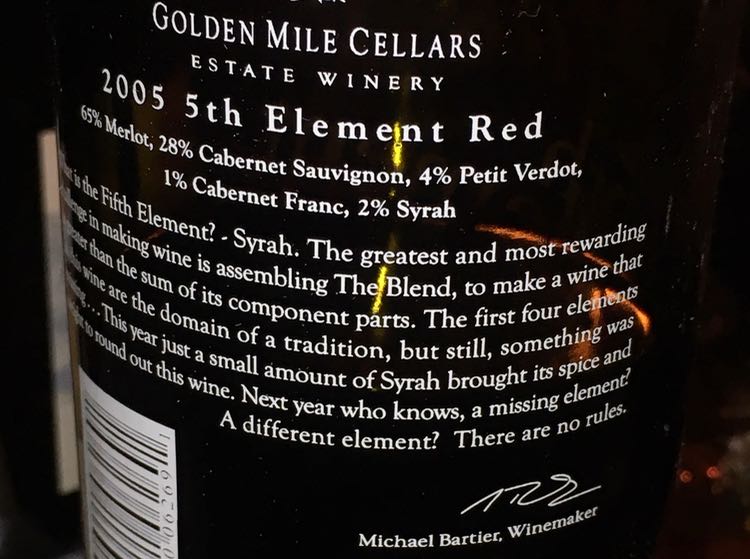 GOLDEN MILE CELLARS
ESTATE WINERY
2005 5th Element Red
65% Merlot, 28% Cabernet Sauvignon, 4% Petit Verdot,
1% Cabernet Franc, 2% Syrah
is the Fifth Element? - Syrah. The greatest and most rewarding
in making wine is assembling The Blend, to make a wine that
than the sum of its component parts. The first four elements
wine are the domain of a tradition, but still, something was
... This year just a small amount of Syrah brought its spice and
to round out this wine. Next year who knows, a missing element?
A different element? There are no rules.
Michael Bartier, Winemaker